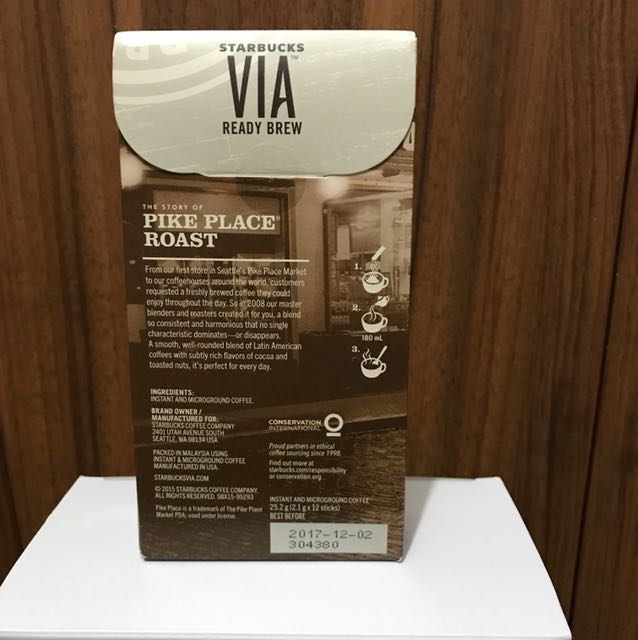 STARBUCKS
VIA™
READY BREW
THE STORY OF
PIKE PLACE®
ROAST
From our first store in Seattle's Pike Place Market
to our coffeehouses around the world, customers
requested a freshly brewed coffee they could
enjoy throughout the day. So in 2008 our master
blenders and roasters created it for you, a blend
so consistent and harmonious that no single
characteristic dominates—or disappears.
A smooth, well-rounded blend of Latin American
coffees with subtly rich flavors of cocoa and
toasted nuts, it's perfect for every day.
1.
2.
180 mL
3.
INGREDIENTS:
INSTANT AND MICROGROUND COFFEE.
BRAND OWNER /
MANUFACTURED FOR:
STARBUCKS COFFEE COMPANY
2401 UTAH AVENUE SOUTH
SEATTLE, WA 98134 USA
PACKED IN MALAYSIA USING
INSTANT & MICROGROUND COFFEE
MANUFACTURED IN USA.
STARBUCKSVIA.COM
© 2015 STARBUCKS COFFEE COMPANY.
ALL RIGHTS RESERVED. SBX15-95293
Pike Place is a trademark of The Pike Place
Market PDA; used under license.
CONSERVATION
INTERNATIONAL
Proud partners in ethical
coffee sourcing since 1998.
Find out more at
starbucks.com/responsibility
or conservation.org
INSTANT AND MICROGROUND COFFEE
25.2 g (2.1 g x 12 sticks)
BEST BEFORE
2017-12-02
304380